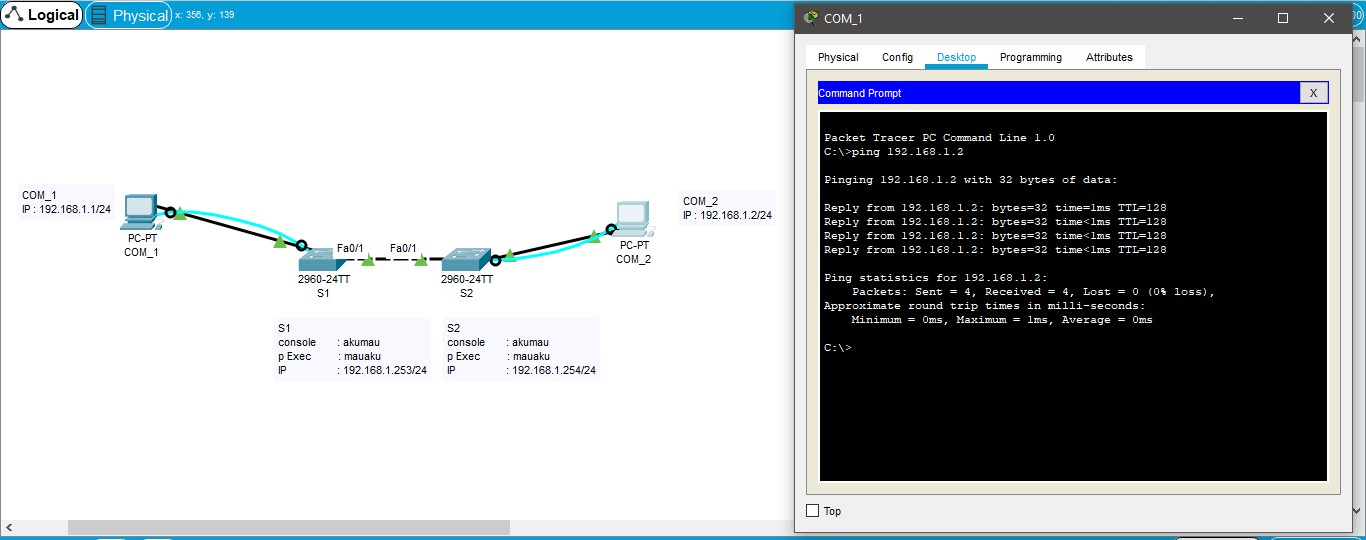 Logical
Physical
x: 356, y: 139
COM_1
Physical
Config
Desktop
Programming
Attributes
Command Prompt
X
Packet Tracer PC Command Line 1.0
C:\>ping 192.168.1.2
Pinging 192.168.1.2 with 32 bytes of data:
Reply from 192.168.1.2: bytes=32 time=1ms TTL=128
Reply from 192.168.1.2: bytes=32 time<1ms TTL=128
Reply from 192.168.1.2: bytes=32 time<1ms TTL=128
Reply from 192.168.1.2: bytes=32 time<1ms TTL=128
Ping statistics for 192.168.1.2:
Packets: Sent = 4, Received = 4, Lost = 0 (0% loss),
Approximate round trip times in milli-seconds:
Minimum = 0ms, Maximum = 1ms, Average = 0ms
C:\>
Top
COM_1
IP : 192.168.1.1/24
PC-PT
COM_1
Fa0/1
Fa0/1
2960-24TT
S1
2960-24TT
S2
PC-PT
COM_2
COM_2
IP : 192.168.1.2/24
S1
console : akumau
p Exec : mauaku
IP : 192.168.1.253/24
S2
console : akumau
p Exec : mauaku
IP : 192.168.1.254/24